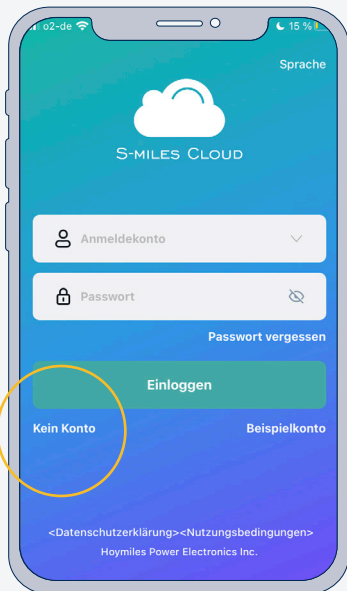 o2-de 15 %
Sprache
S-MILES CLOUD
Anmeldekonto
Passwort
Passwort vergessen
Einloggen
Kein Konto Beispielkonto
<Datenschutzerklärung><Nutzungsbedingungen>
Hoymiles Power Electronics Inc.